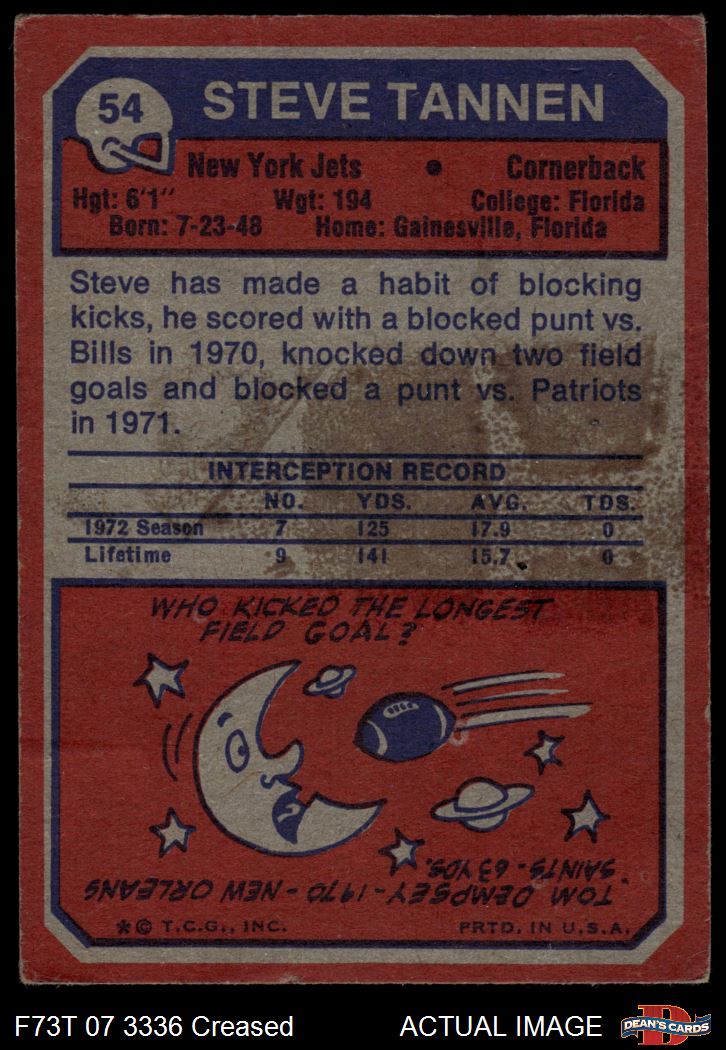 54
STEVE TANNEN
New York Jets • Cornerback
Hgt: 6'1" Wgt: 194 College: Florida
Born: 7-23-48 Home: Gainesville, Florida
Steve has made a habit of blocking
kicks, he scored with a blocked punt vs.
Bills in 1970, knocked down two field
goals and blocked a punt vs. Patriots
in 1971.
INTERCEPTION RECORD
NO. YDS. AVG. TDS.
1972 Season 7 125 17.9 0
Lifetime 9 141 15.7 0
WHO KICKED THE LONGEST
FIELD GOAL?
TOM DEMPSEY - 1970 - NEW ORLEANS
SAINTS - 63 YDS.
*© T.C.G., INC. PRTD. IN U.S.A.
F73T 07 3336 Creased ACTUAL IMAGE
D
DEAN'S CARDS